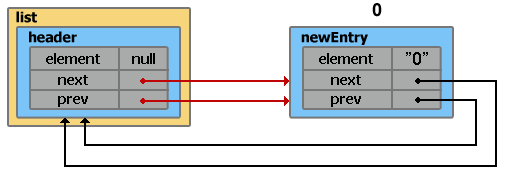 0
list
header
element null
next
prev
newEntry
element "0"
next
prev